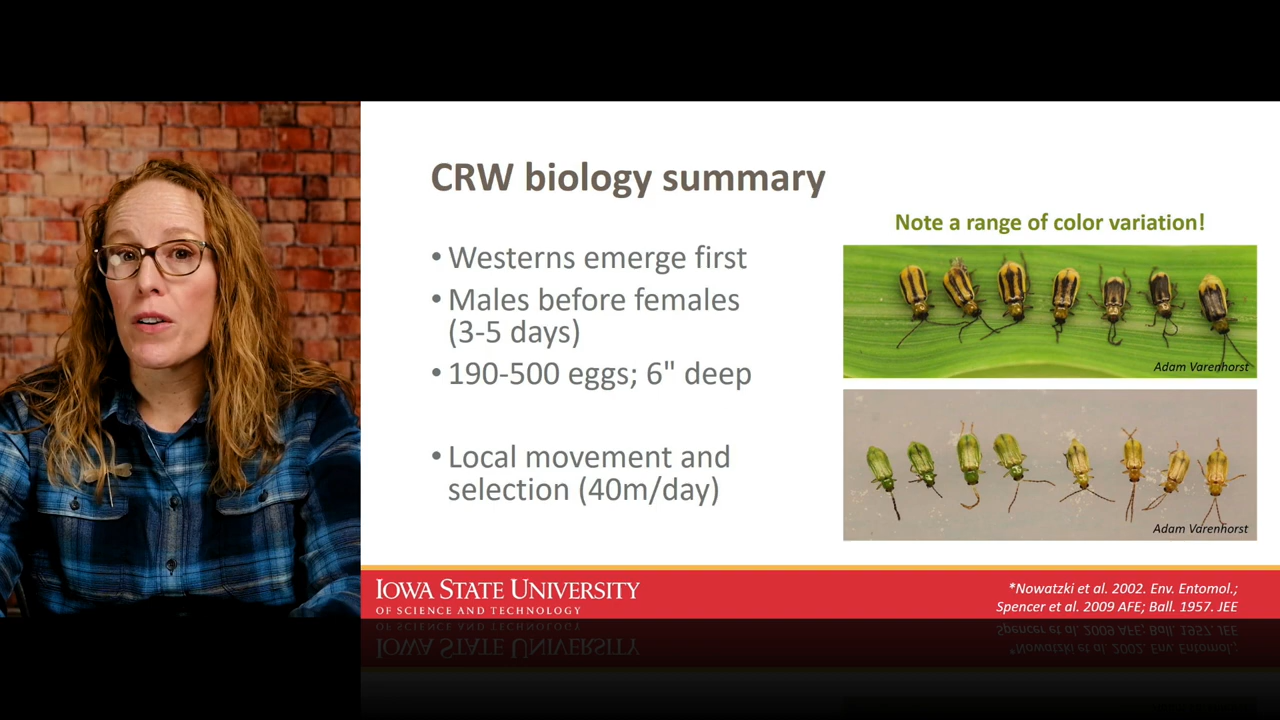 CRW biology summary
• Westerns emerge first
• Males before females
(3-5 days)
• 190-500 eggs; 6" deep
• Local movement and
selection (40m/day)
Note a range of color variation!
Adam Varenhorst
Adam Varenhorst
IOWA STATE UNIVERSITY
OF SCIENCE AND TECHNOLOGY
*Nowatzki et al. 2002. Env. Entomol.;
Spencer et al. 2009 AFE; Ball. 1957. JEE